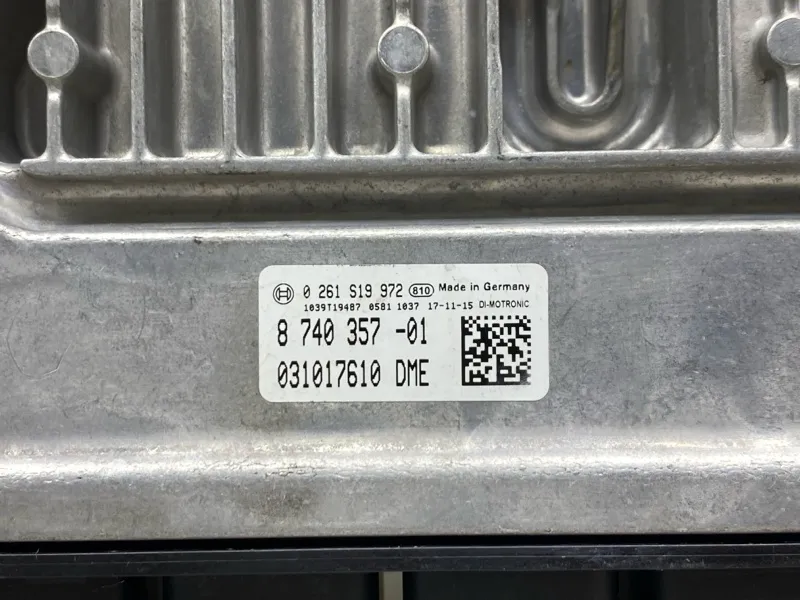 0 261 S19 972 810 Made in Germany
1039T19487 0581 1037 17-11-15 DI-MOTRONIC
8 740 357 -01
031017610 DME